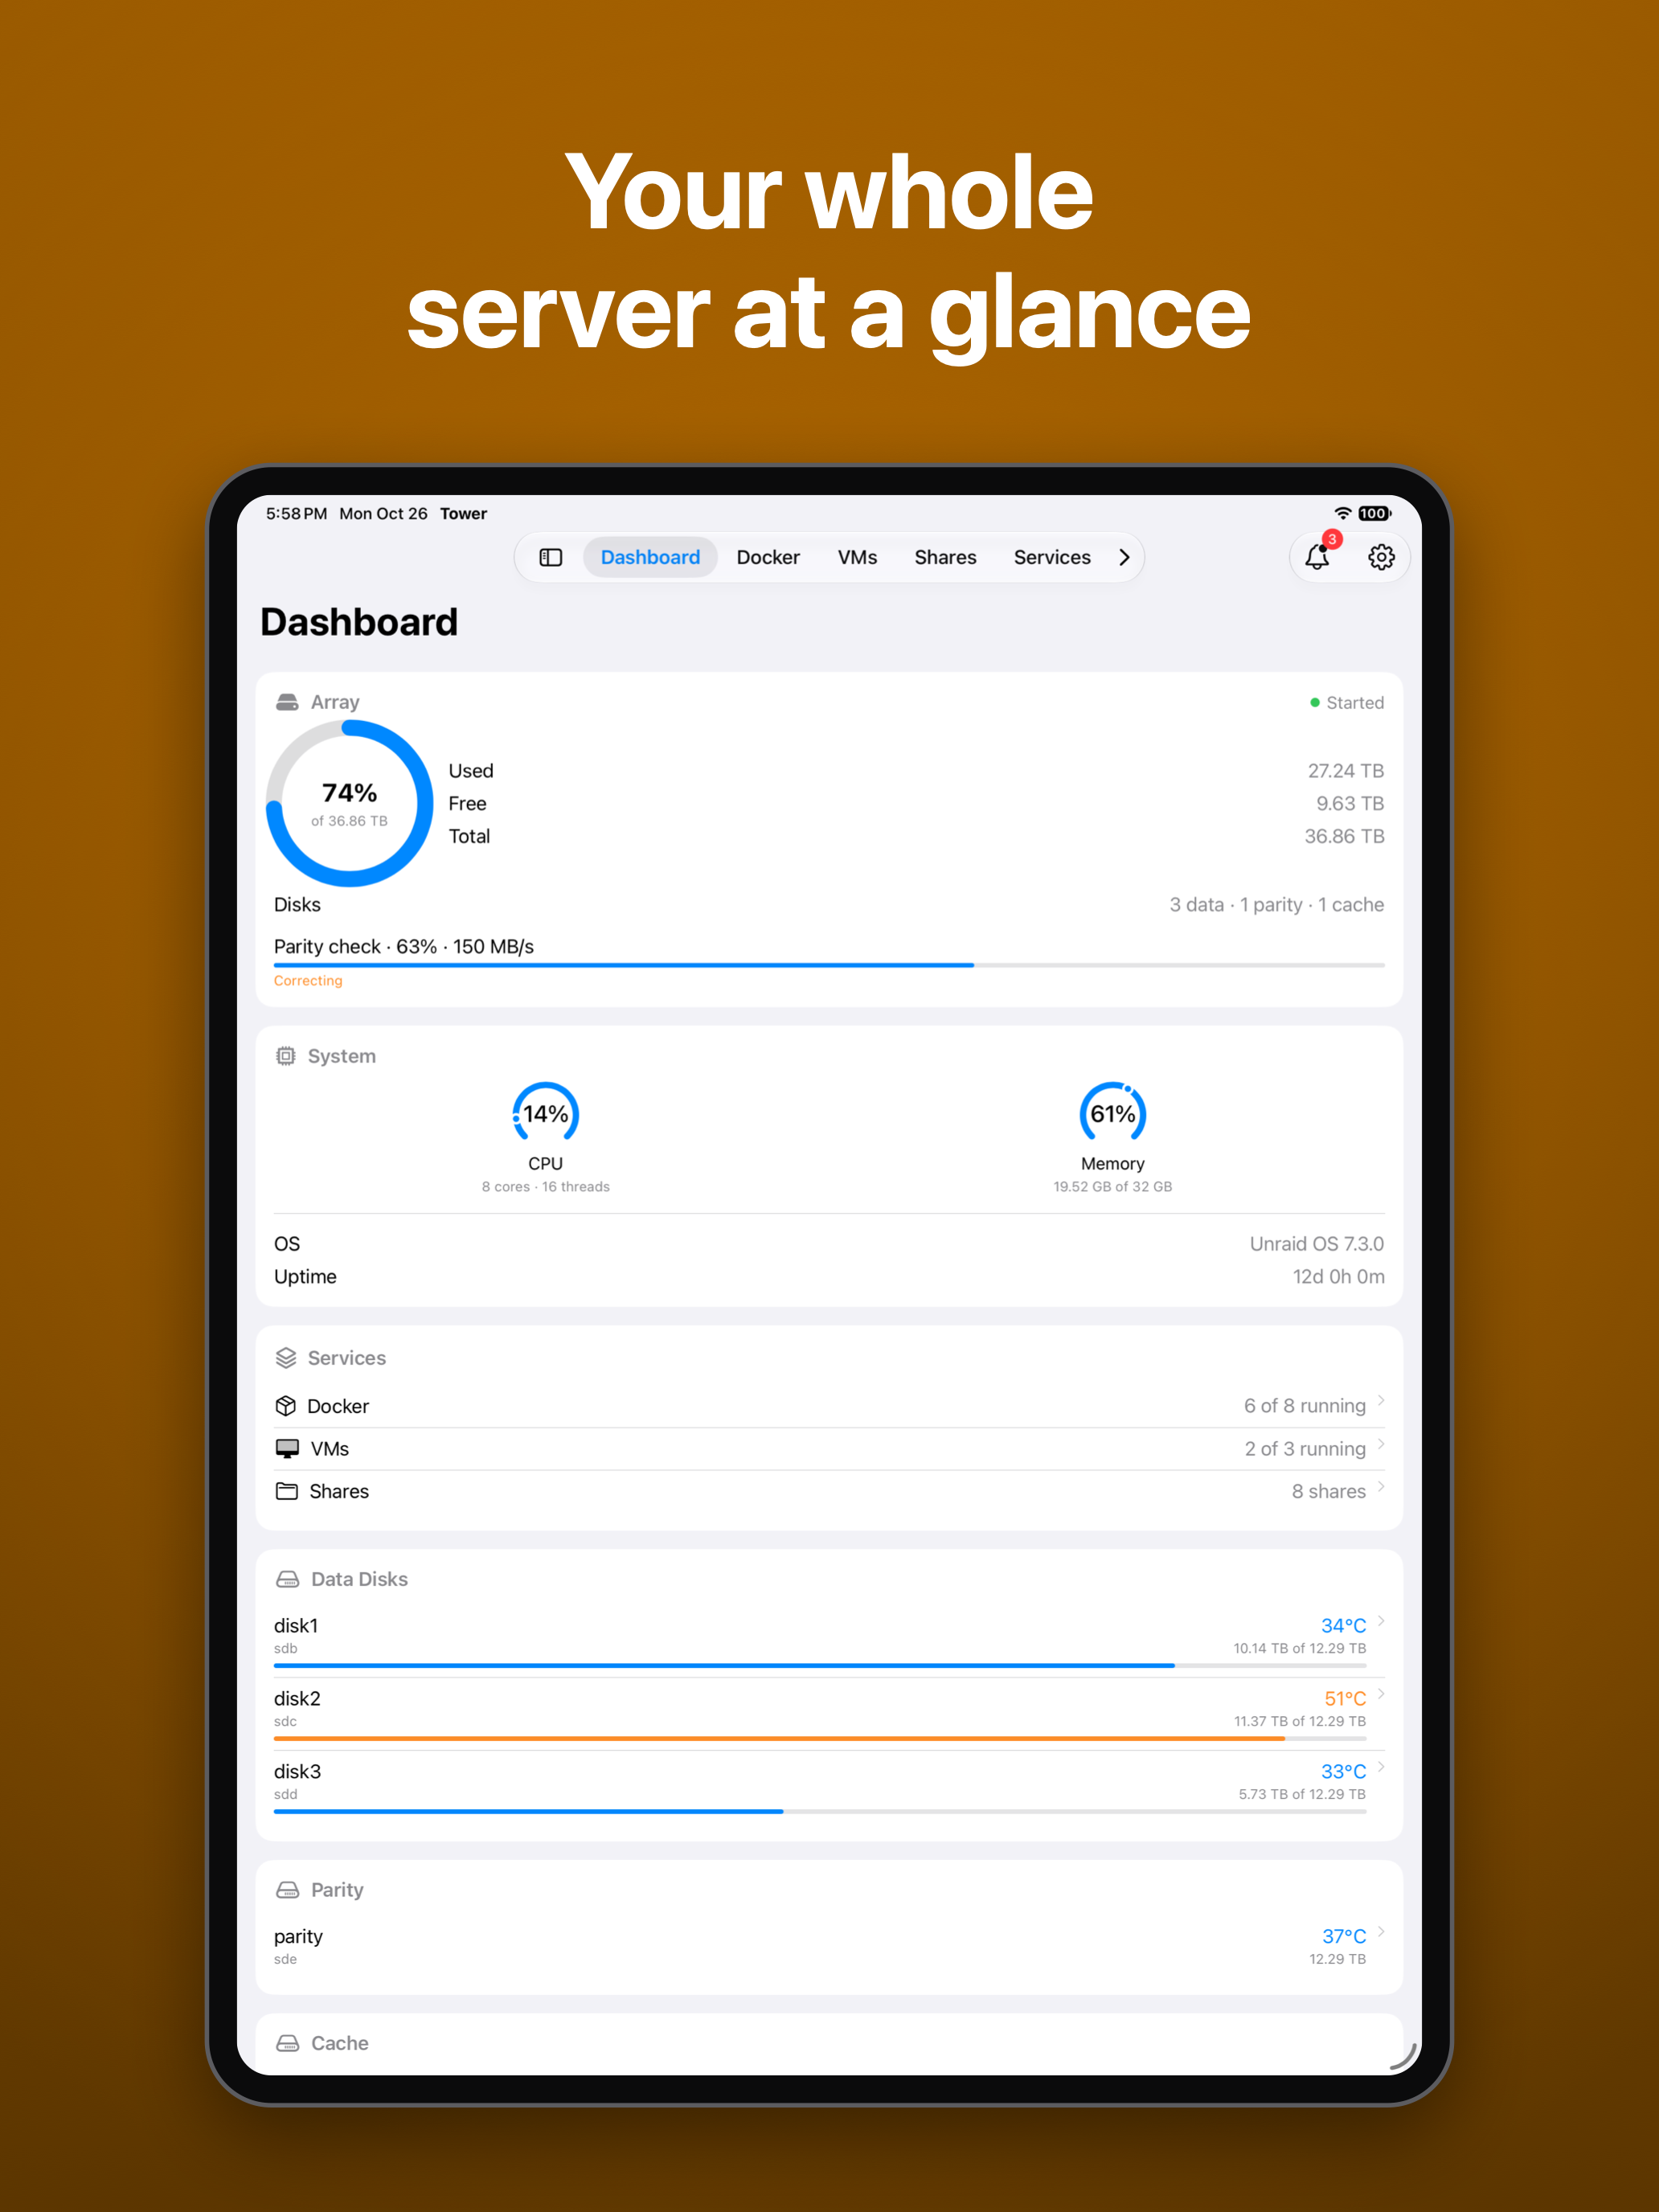 Your whole
server at a glance
5:58 PM Mon Oct 26 Tower
100
Dashboard Docker VMs Shares Services
3
Dashboard
Array
Started
74%
of 36.86 TB
Used 27.24 TB
Free 9.63 TB
Total 36.86 TB
Disks 3 data · 1 parity · 1 cache
Parity check · 63% · 150 MB/s
Correcting
System
14% 61%
CPU Memory
8 cores · 16 threads 19.52 GB of 32 GB
OS Unraid OS 7.3.0
Uptime 12d 0h 0m
Services
Docker 6 of 8 running
VMs 2 of 3 running
Shares 8 shares
Data Disks
disk1 34°C
sdb 10.14 TB of 12.29 TB
disk2 51°C
sdc 11.37 TB of 12.29 TB
disk3 33°C
sdd 5.73 TB of 12.29 TB
Parity
parity 37°C
sde 12.29 TB
Cache